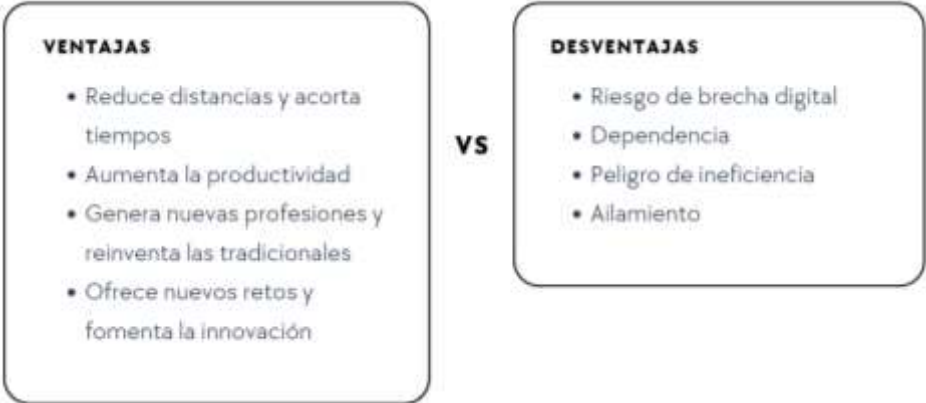 VENTAJAS
• Reduce distancias y acorta
tiempos
• Aumenta la productividad
• Genera nuevas profesiones y
reinventa las tradicionales
• Ofrece nuevos retos y
fomenta la innovación
VS
DESVENTAJAS
• Riesgo de brecha digital
• Dependencia
• Peligro de ineficiencia
• Ailamiento